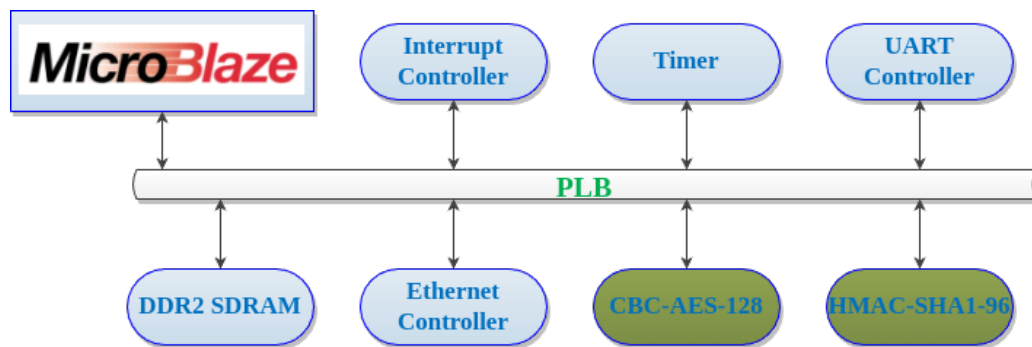 MicroBlaze
Interrupt
Controller
Timer
UART
Controller
PLB
DDR2 SDRAM
Ethernet
Controller
CBC-AES-128
HMAC-SHA1-96